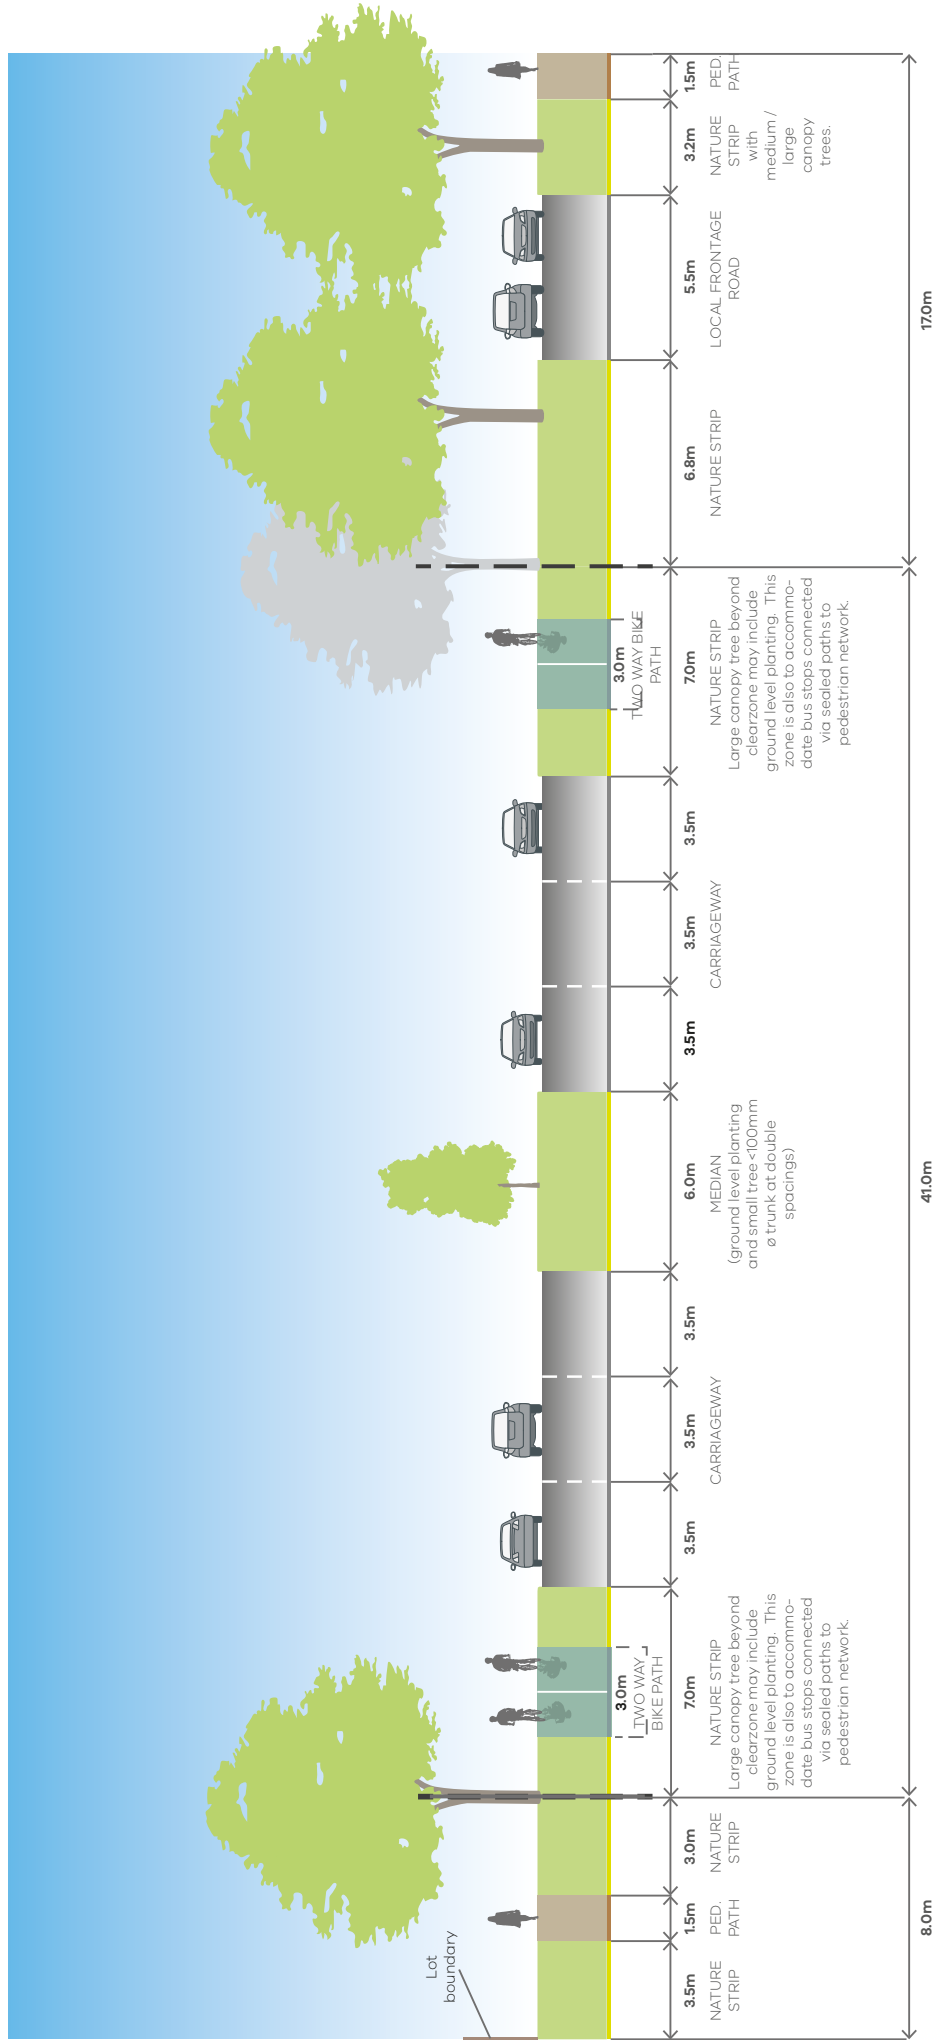 Lot
boundary
3.5m
NATURE
STRIP
1.5m
PED.
PATH
3.0m
NATURE
STRIP
7.0m
NATURE STRIP
Large canopy tree beyond
clearzone may include
ground level planting. This
zone is also to accommo-
date bus stops connected
via sealed paths to
pedestrian network.
3.0m
TWO WAY
BIKE PATH
3.5m
3.5m
CARRIAGEWAY
3.5m
6.0m
MEDIAN
(ground level planting
and small tree <100mm
ø trunk at double
spacings)
3.5m
3.5m
CARRIAGEWAY
3.5m
7.0m
NATURE STRIP
Large canopy tree beyond
clearzone may include
ground level planting. This
zone is also to accommo-
date bus stops connected
via sealed paths to
pedestrian network.
3.0m
TWO WAY BIKE
PATH
6.8m
NATURE STRIP
5.5m
LOCAL FRONTAGE
ROAD
3.2m
NATURE
STRIP
with
medium /
large
canopy
trees.
1.5m
PED.
PATH
8.0m
41.0m
17.0m